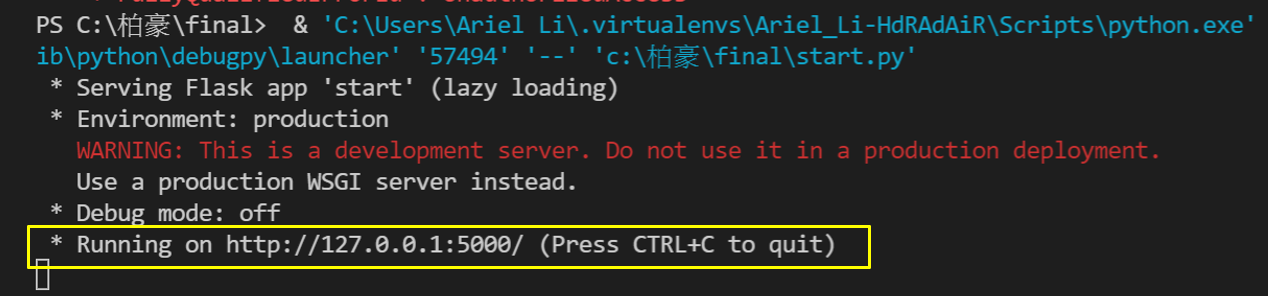 PS C:\柏豪\final>  & 'C:\Users\Ariel Li\.virtualenvs\Ariel_Li-HdRAdAiR\Scripts\python.exe'
ib\python\debugpy\launcher' '57494' '--' 'c:\柏豪\final\start.py'
 * Serving Flask app 'start' (lazy loading)
 * Environment: production
   WARNING: This is a development server. Do not use it in a production deployment.
   Use a production WSGI server instead.
 * Debug mode: off
 * Running on http://127.0.0.1:5000/ (Press CTRL+C to quit)